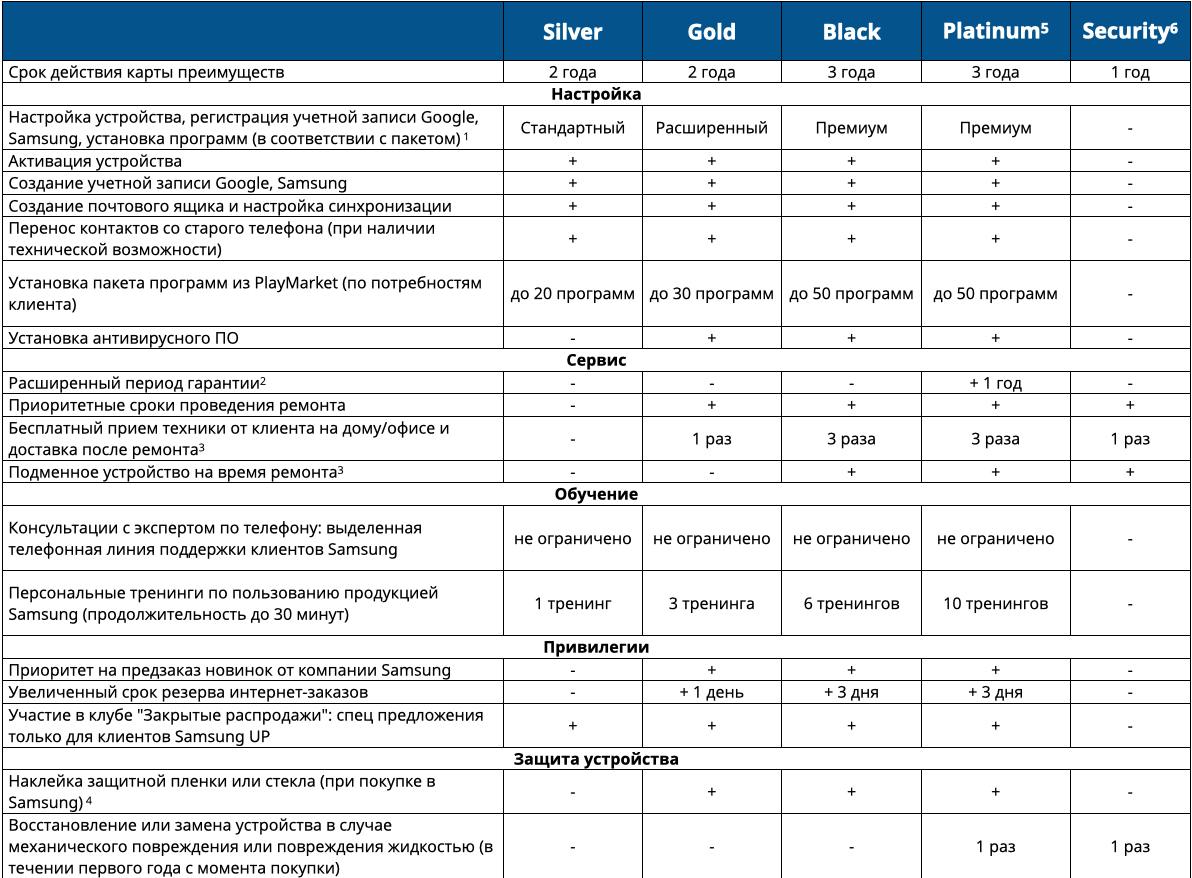 Silver Gold Black Platinum⁵ Security⁶
Срок действия карты преимуществ 2 года 2 года 3 года 3 года 1 год
Настройка
Настройка устройства, регистрация учетной записи Google,
Samsung, установка программ (в соответствии с пакетом) ¹ Стандартный Расширенный Премиум Премиум -
Активация устройства + + + + -
Создание учетной записи Google, Samsung + + + + -
Создание почтового ящика и настройка синхронизации + + + + -
Перенос контактов со старого телефона (при наличии
технической возможности) + + + + -
Установка пакета программ из PlayMarket (по потребностям
клиента) до 20 программ до 30 программ до 50 программ до 50 программ -
Установка антивирусного ПО - + + + -
Сервис
Расширенный период гарантии² - - - + 1 год -
Приоритетные сроки проведения ремонта - + + + +
Бесплатный прием техники от клиента на дому/офисе и
доставка после ремонта³ - 1 раз 3 раза 3 раза 1 раз
Подменное устройство на время ремонта³ - - + + +
Обучение
Консультации с экспертом по телефону: выделенная
телефонная линия поддержки клиентов Samsung не ограничено не ограничено не ограничено не ограничено -
Персональные тренинги по пользованию продукцией
Samsung (продолжительность до 30 минут) 1 тренинг 3 тренинга 6 тренингов 10 тренингов -
Привилегии
Приоритет на предзаказ новинок от компании Samsung - + + + -
Увеличенный срок резерва интернет-заказов - + 1 день + 3 дня + 3 дня -
Участие в клубе "Закрытые распродажи": спец предложения
только для клиентов Samsung UP + + + + -
Защита устройства
Наклейка защитной пленки или стекла (при покупке в
Samsung) ⁴ - + + + -
Восстановление или замена устройства в случае
механического повреждения или повреждения жидкостью (в
течении первого года с момента покупки) - - - 1 раз 1 раз